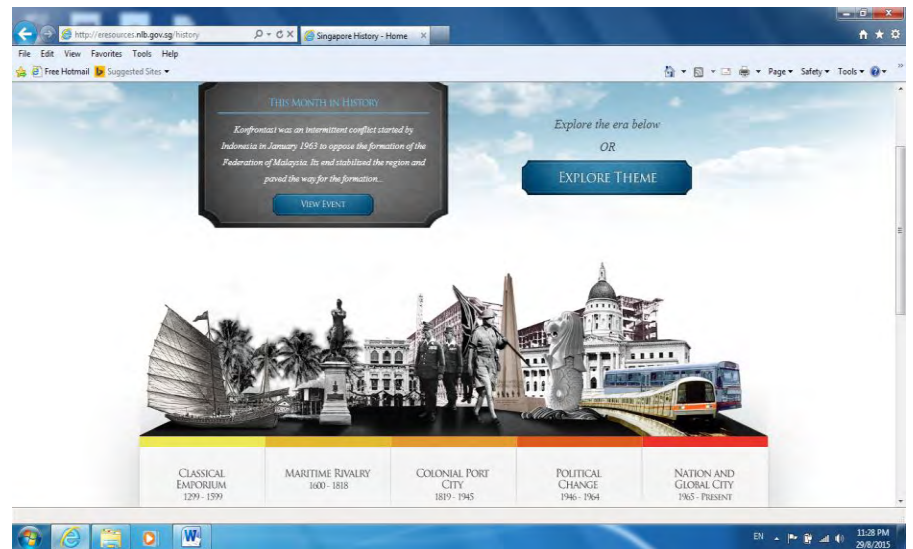 http://eresources.nlb.gov.sg/history
Singapore History - Home
File Edit View Favorites Tools Help
Free Hotmail Suggested Sites
Page Safety Tools
THIS MONTH IN HISTORY
Konfrontasi was an intermittent conflict started by
Indonesia in January 1963 to oppose the formation of the
Federation of Malaysia. Its end stabilised the region and
paved the way for the formation...
VIEW EVENT
Explore the era below
OR
EXPLORE THEME
CLASSICAL
EMPORIUM
1299 - 1599
MARITIME RIVALRY
1600 - 1818
COLONIAL PORT
CITY
1819 - 1945
POLITICAL
CHANGE
1946 - 1964
NATION AND
GLOBAL CITY
1965 - PRESENT
EN
11:28 PM
29/8/2015